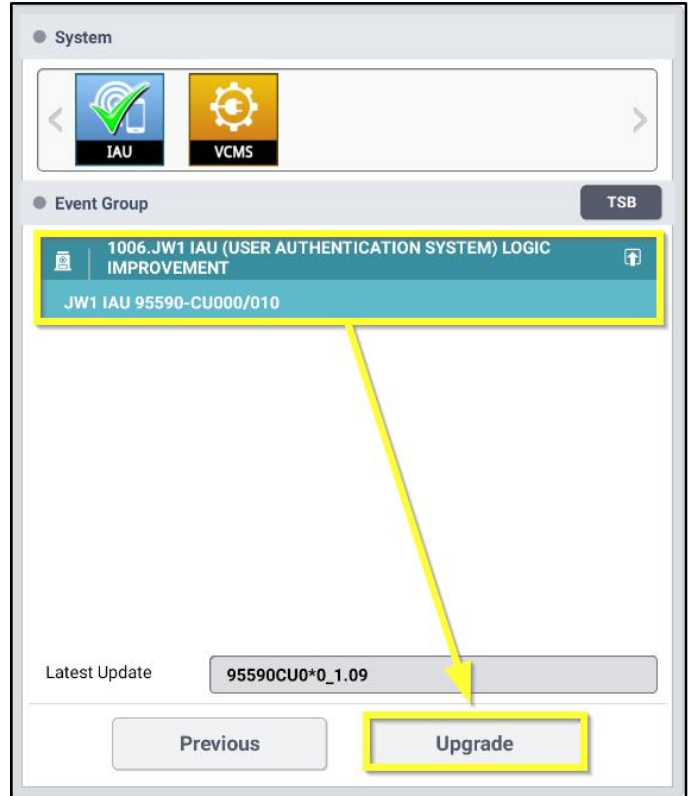 System
IAU
VCMS
Event Group
TSB
1006.JW1 IAU (USER AUTHENTICATION SYSTEM) LOGIC
IMPROVEMENT
JW1 IAU 95590-CU000/010
Latest Update
95590CU0*0_1.09
Previous
Upgrade